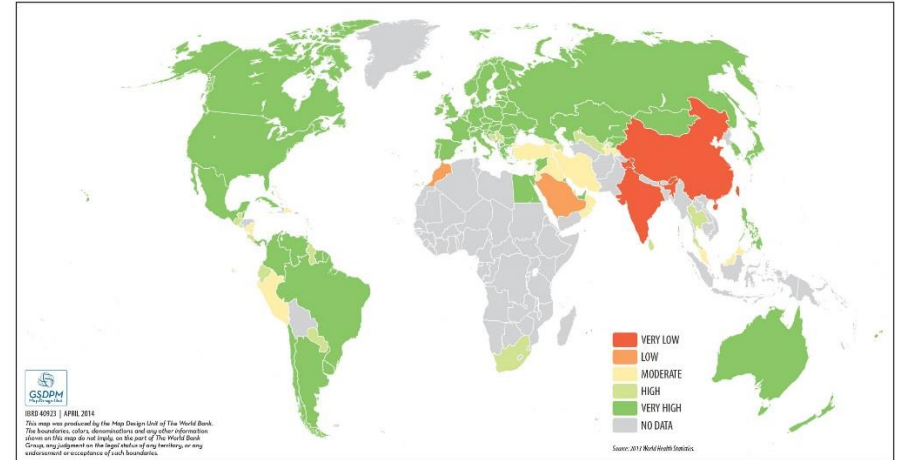 VERY LOW
LOW
MODERATE
HIGH
VERY HIGH
NO DATA
GSDPM
Map Design Unit
IBRD 40923 | APRIL 2014
This map was produced by the Map Design Unit of The World Bank.
The boundaries, colors, denominations and any other information
shown on this map do not imply, on the part of The World Bank
Group, any judgment on the legal status of any territory, or any
endorsement or acceptance of such boundaries.
Source: 2013 World Health Statistics.